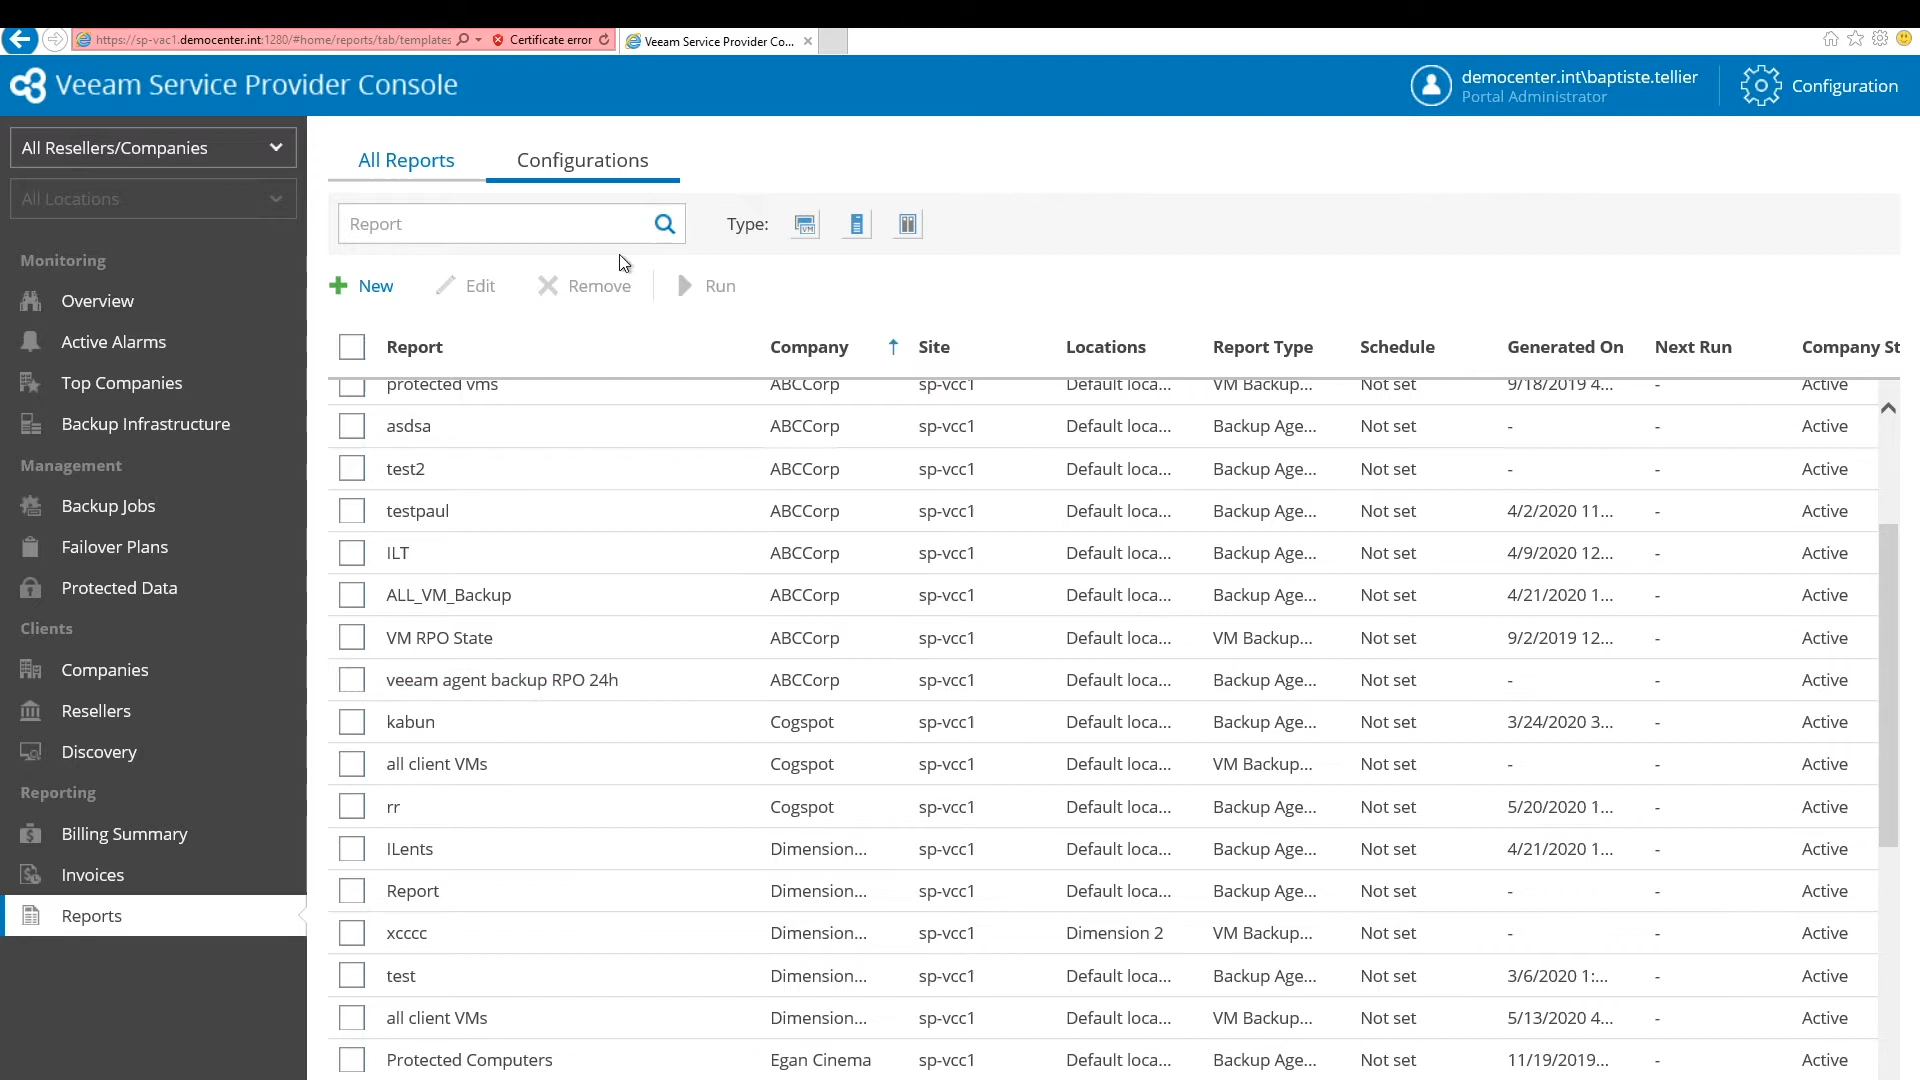 https://sp-vac1.democenter.int:1280/#home/reports/tab/templates Certificate error Veeam Service Provider Co...
Veeam Service Provider Console
democenter.int\baptiste.tellier
Portal Administrator
Configuration
All Resellers/Companies
All Locations
Monitoring
Overview
Active Alarms
Top Companies
Backup Infrastructure
Management
Backup Jobs
Failover Plans
Protected Data
Clients
Companies
Resellers
Discovery
Reporting
Billing Summary
Invoices
Reports
All Reports Configurations
Report Type: VM
New Edit Remove Run
Report Company Site Locations Report Type Schedule Generated On Next Run Company St
protected vms ABCCorp sp-vcc1 Default loca... VM Backup... Not set 9/18/2019 4... - Active
asdsa ABCCorp sp-vcc1 Default loca... Backup Age... Not set - - Active
test2 ABCCorp sp-vcc1 Default loca... Backup Age... Not set - - Active
testpaul ABCCorp sp-vcc1 Default loca... Backup Age... Not set 4/2/2020 11... - Active
ILT ABCCorp sp-vcc1 Default loca... Backup Age... Not set 4/9/2020 12... - Active
ALL_VM_Backup ABCCorp sp-vcc1 Default loca... Backup Age... Not set 4/21/2020 1... - Active
VM RPO State ABCCorp sp-vcc1 Default loca... VM Backup... Not set 9/2/2019 12... - Active
veeam agent backup RPO 24h ABCCorp sp-vcc1 Default loca... Backup Age... Not set - - Active
kabun Cogspot sp-vcc1 Default loca... Backup Age... Not set 3/24/2020 3... - Active
all client VMs Cogspot sp-vcc1 Default loca... VM Backup... Not set - - Active
rr Cogspot sp-vcc1 Default loca... Backup Age... Not set 5/20/2020 1... - Active
ILents Dimension... sp-vcc1 Default loca... Backup Age... Not set 4/21/2020 1... - Active
Report Dimension... sp-vcc1 Default loca... Backup Age... Not set - - Active
xcccc Dimension... sp-vcc1 Dimension 2 VM Backup... Not set - - Active
test Dimension... sp-vcc1 Default loca... Backup Age... Not set 3/6/2020 1:... - Active
all client VMs Dimension... sp-vcc1 Default loca... VM Backup... Not set 5/13/2020 4... - Active
Protected Computers Egan Cinema sp-vcc1 Default loca... Backup Age... Not set 11/19/2019... - Active